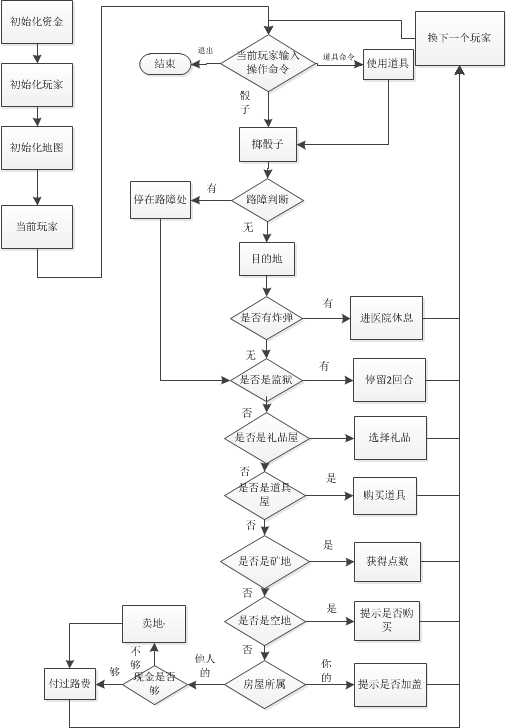 初始化资金
换下一个玩家
退出
当前玩家输入
操作命令
道具命令
结束
使用道具
初始化玩家
骰
子
掷骰子
初始化地图
有
停在路障处
路障判断
当前玩家
无
目的地
有
是否有炸弹
进医院休息
无
有
是否是监狱
停留2回合
否
是否是礼品屋
选择礼品
否
是
是否是道具
屋
购买道具
否
是
是否是矿地
获得点数
否
是
提示是否购
买
卖地·
是否是空地
否
不
够
他人
的
你
的
够
现金是否
够
付过路费
房屋所属
提示是否加盖